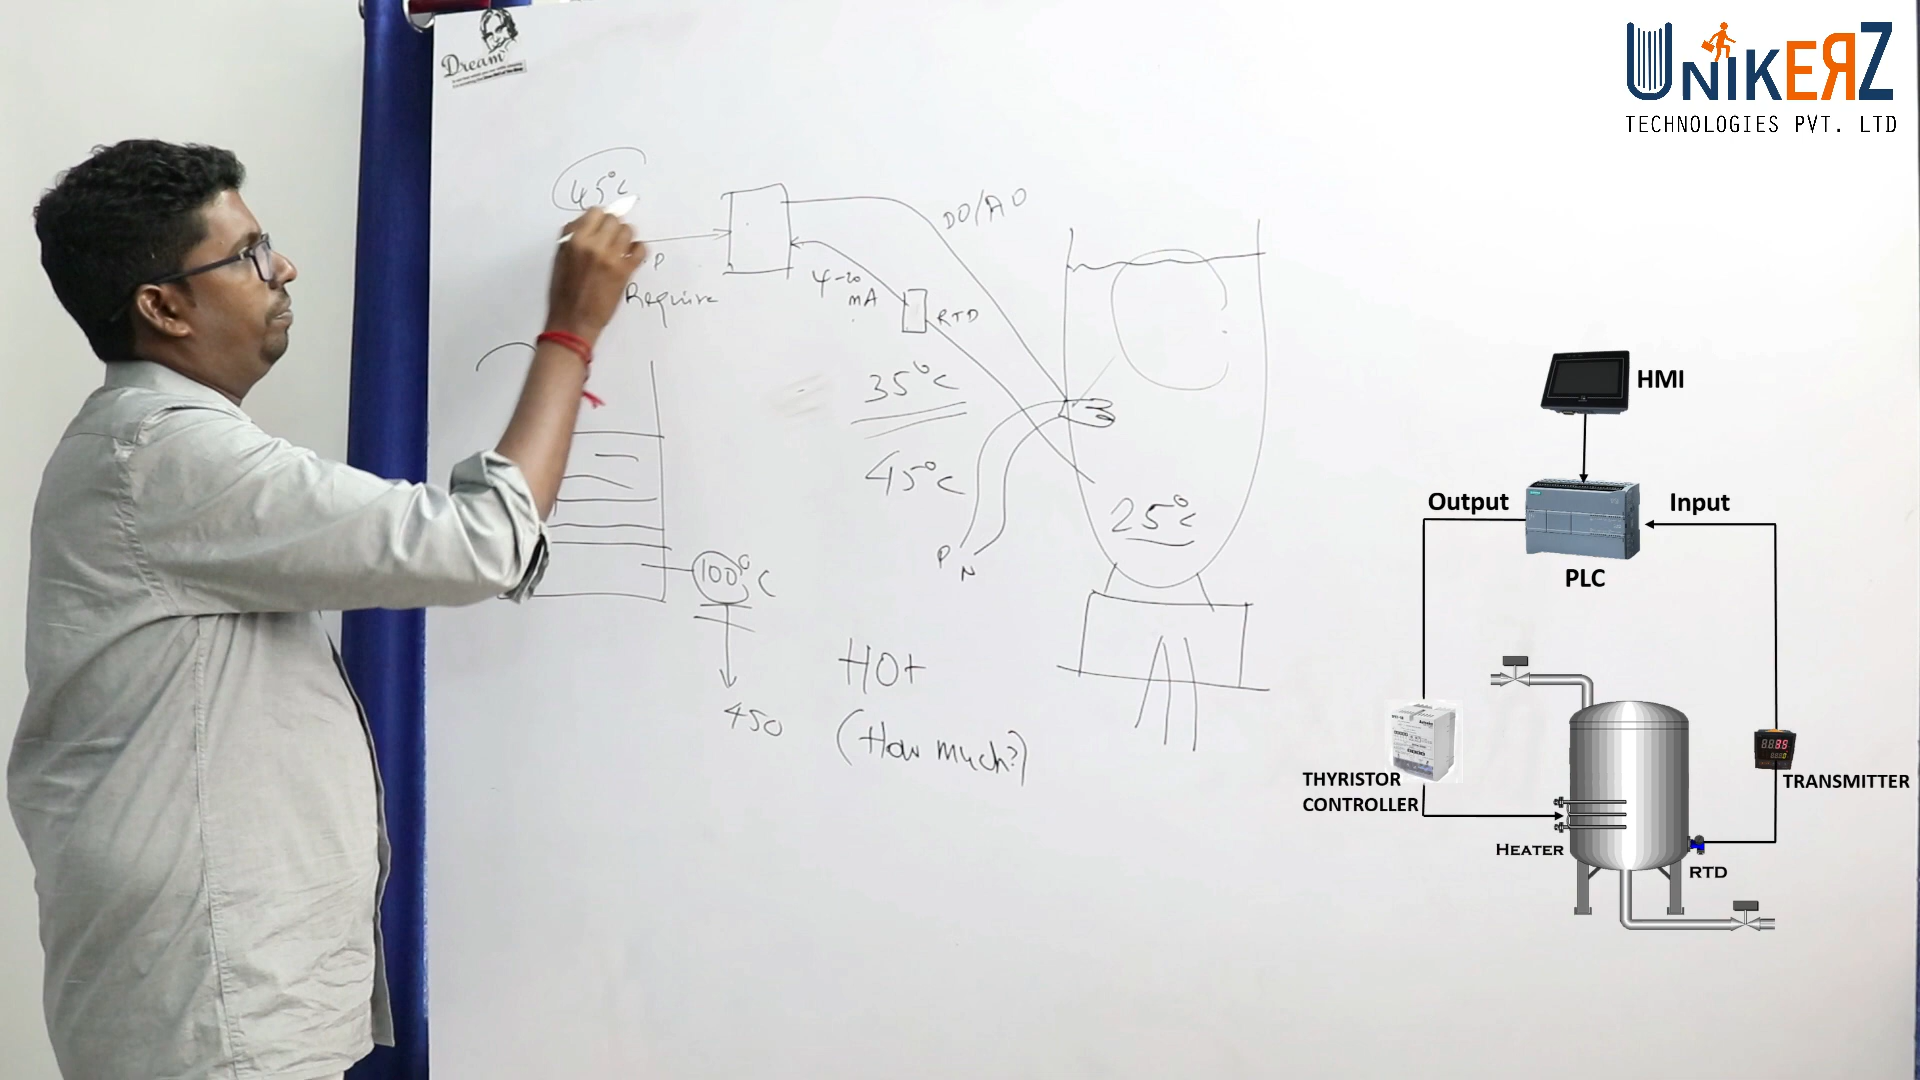 Dream
UNIKERZ
TECHNOLOGIES PVT. LTD
45°C
DO/AO
4-20
mA
Require
RTD
35°C
45°C
25°C
P
N
100°C
450
HOt
(How much?)
HMI
Output
Input
PLC
THYRISTOR
CONTROLLER
TRANSMITTER
HEATER
RTD